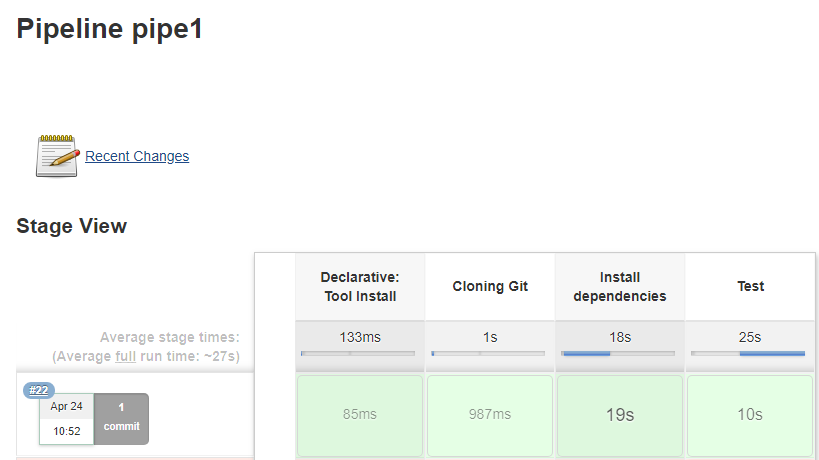 Pipeline pipe1
Recent Changes
Stage View
Declarative:
Tool Install
Cloning Git
Install
dependencies
Test
Average stage times:
(Average full run time: ~27s)
133ms
1s
18s
25s
#22
Apr 24
10:52
1
commit
85ms
987ms
19s
10s